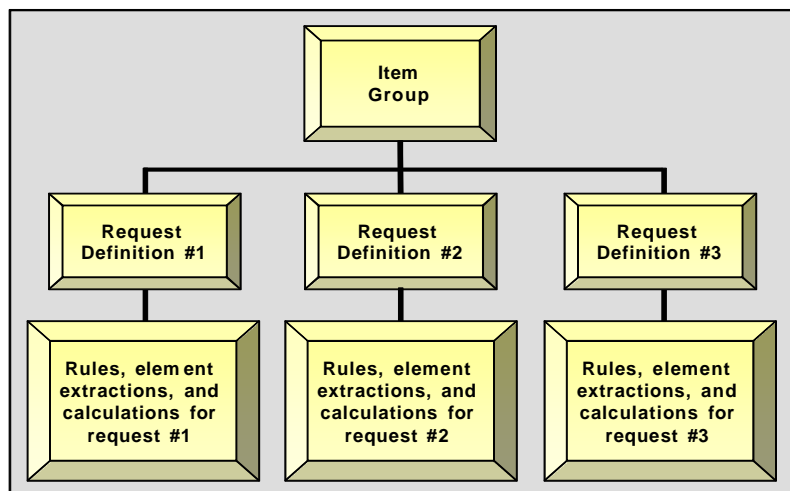 Item
Group
Request
Definition #1
Request
Definition #2
Request
Definition #3
Rules, element
extractions, and
calculations for
request #1
Rules, element
extractions, and
calculations for
request #2
Rules, element
extractions, and
calculations for
request #3